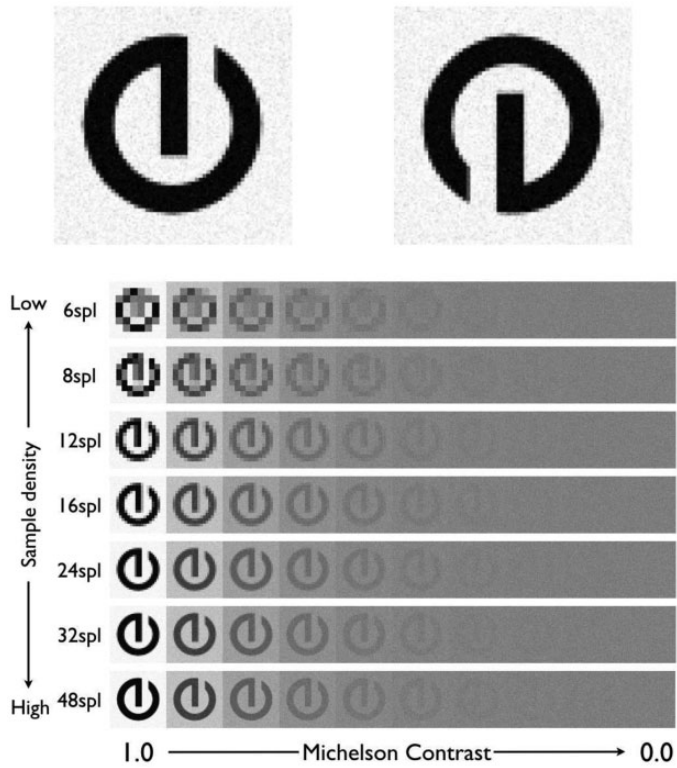 Low
6spl
8spl
12spl
Sample density
16spl
24spl
32spl
High
48spl
1.0
Michelson Contrast
0.0